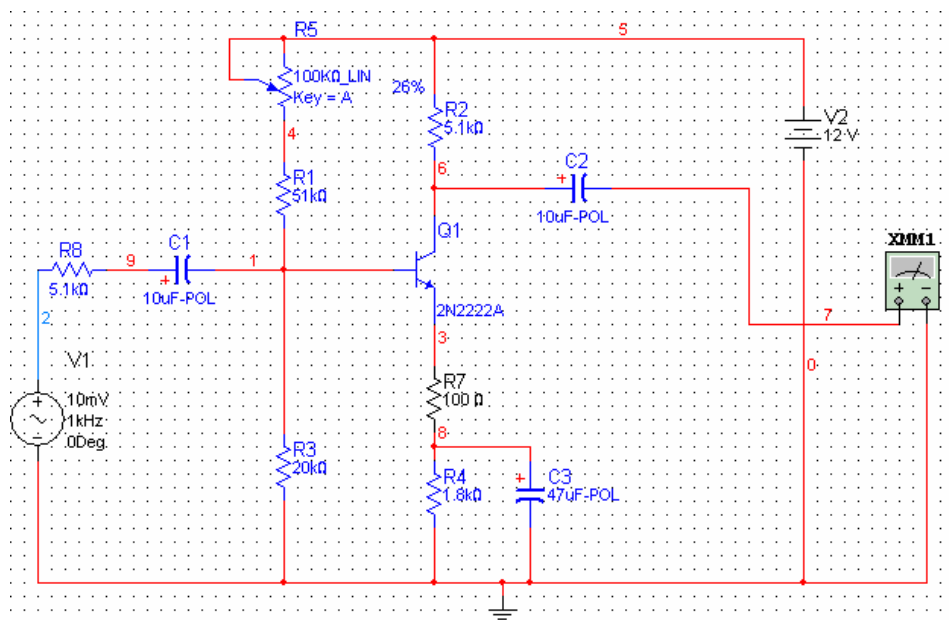 R5
5
100KΩ_LIN
Key = A
26%
4
R2
5.1kΩ
V2
12 V
R1
51kΩ
6
C2
+
10uF-POL
Q1
XMM1
+ −
R8
5.1kΩ
9
C1
+
10uF-POL
1
2N2222A
2
3
7
0
V1
+
10mV
1kHz
0Deg
R7
100 Ω
8
R3
20kΩ
R4
1.8kΩ
+
C3
47uF-POL